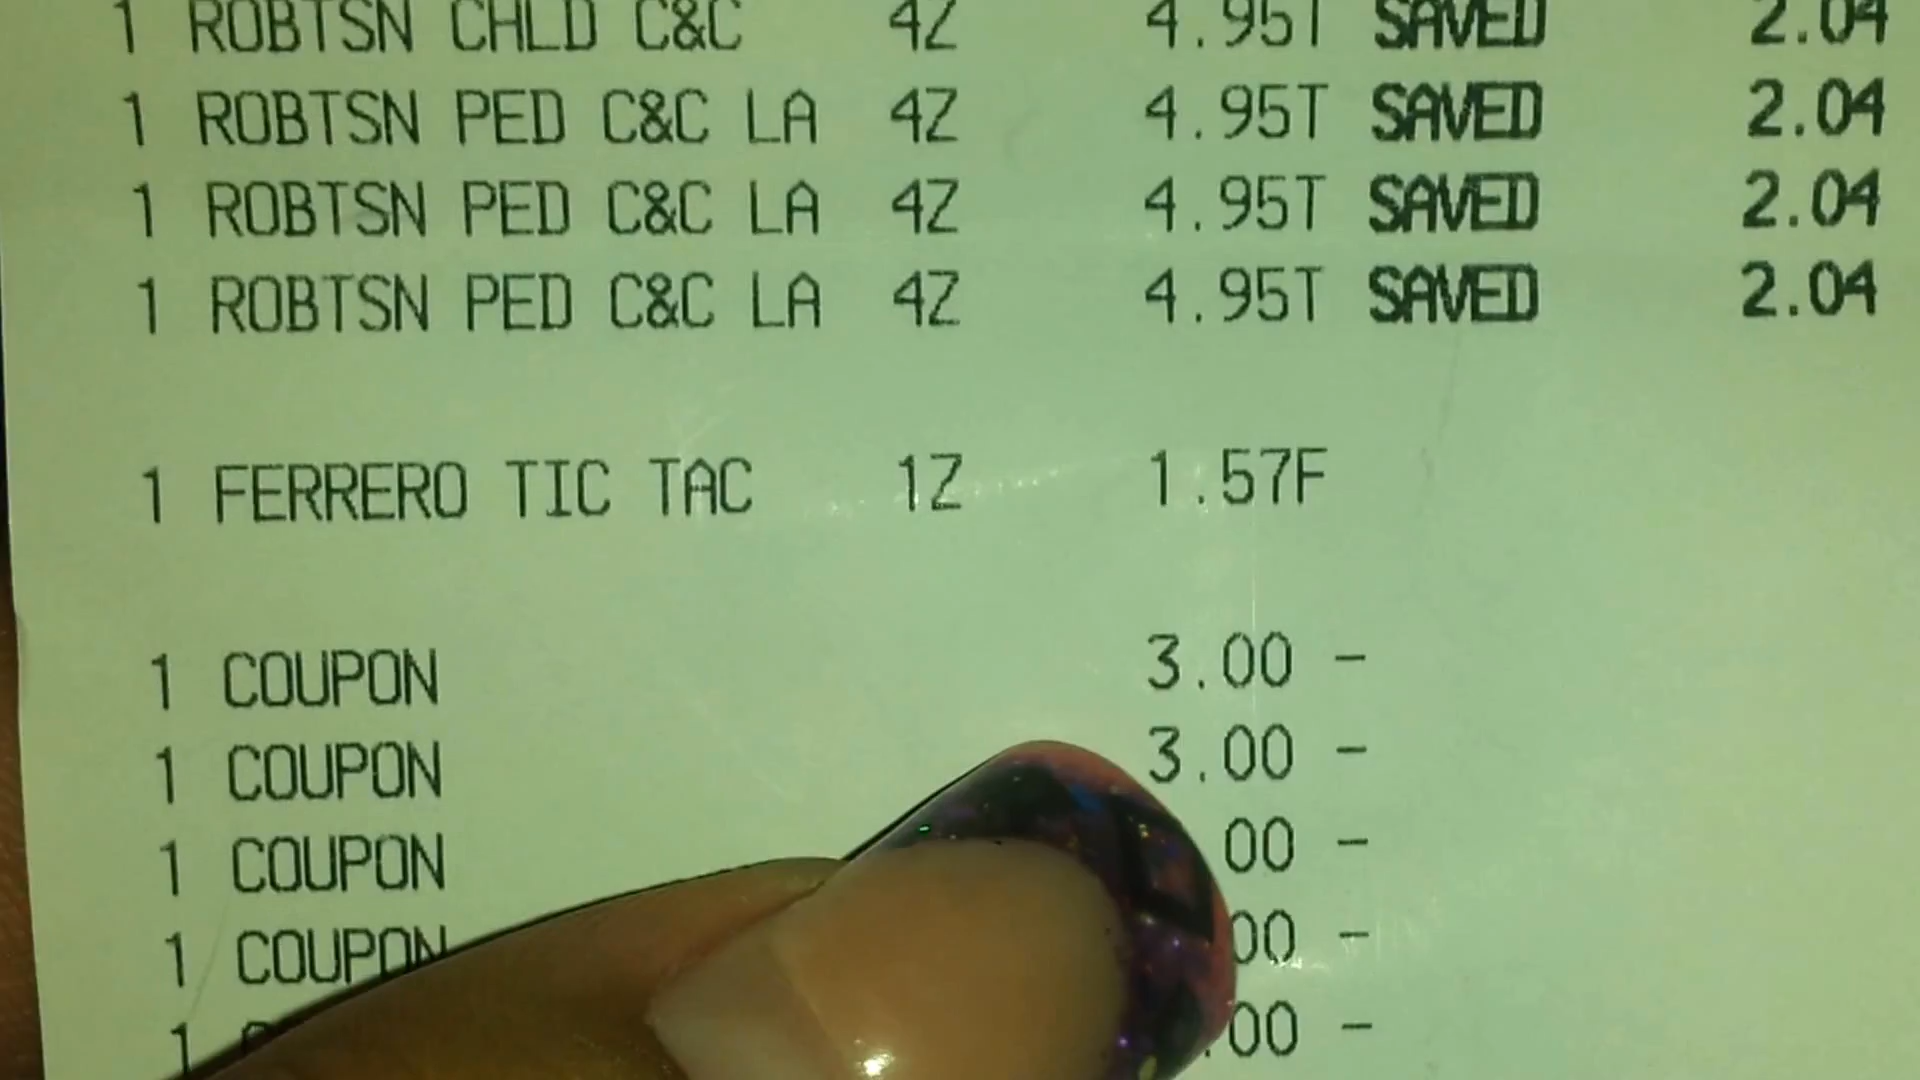 1 ROBTSN CHLD C&C 4Z 4.95T SAVED 2.04
1 ROBTSN PED C&C LA 4Z 4.95T SAVED 2.04
1 ROBTSN PED C&C LA 4Z 4.95T SAVED 2.04
1 ROBTSN PED C&C LA 4Z 4.95T SAVED 2.04
1 FERRERO TIC TAC 1Z 1.57F
1 COUPON 3.00 -
1 COUPON 3.00 -
1 COUPON 00 -
1 COUPON 00 -
1 .00 -